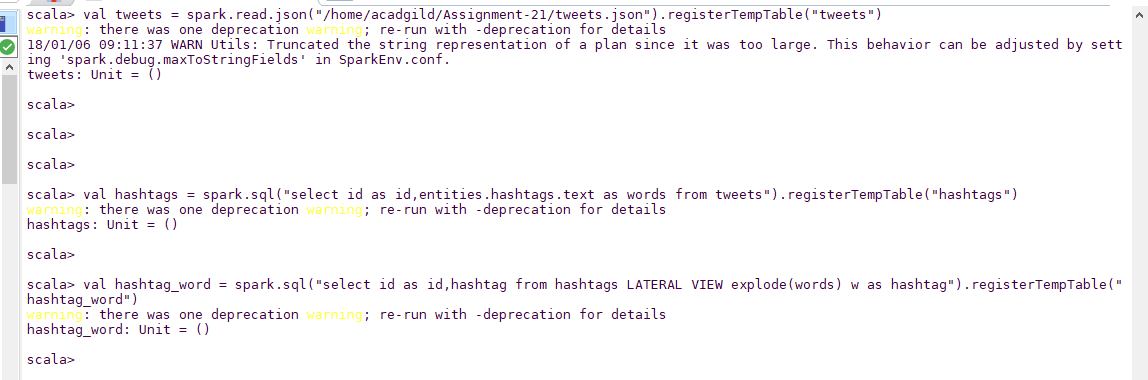 scala> val tweets = spark.read.json("/home/acadgild/Assignment-21/tweets.json").registerTempTable("tweets")
warning: there was one deprecation warning; re-run with -deprecation for details
18/01/06 09:11:37 WARN Utils: Truncated the string representation of a plan since it was too large. This behavior can be adjusted by sett
ing 'spark.debug.maxToStringFields' in SparkEnv.conf.
tweets: Unit = ()
scala>
scala>
scala>
scala> val hashtags = spark.sql("select id as id,entities.hashtags.text as words from tweets").registerTempTable("hashtags")
warning: there was one deprecation warning; re-run with -deprecation for details
hashtags: Unit = ()
scala>
scala> val hashtag_word = spark.sql("select id as id,hashtag from hashtags LATERAL VIEW explode(words) w as hashtag").registerTempTable("
hashtag_word")
warning: there was one deprecation warning; re-run with -deprecation for details
hashtag_word: Unit = ()
scala>